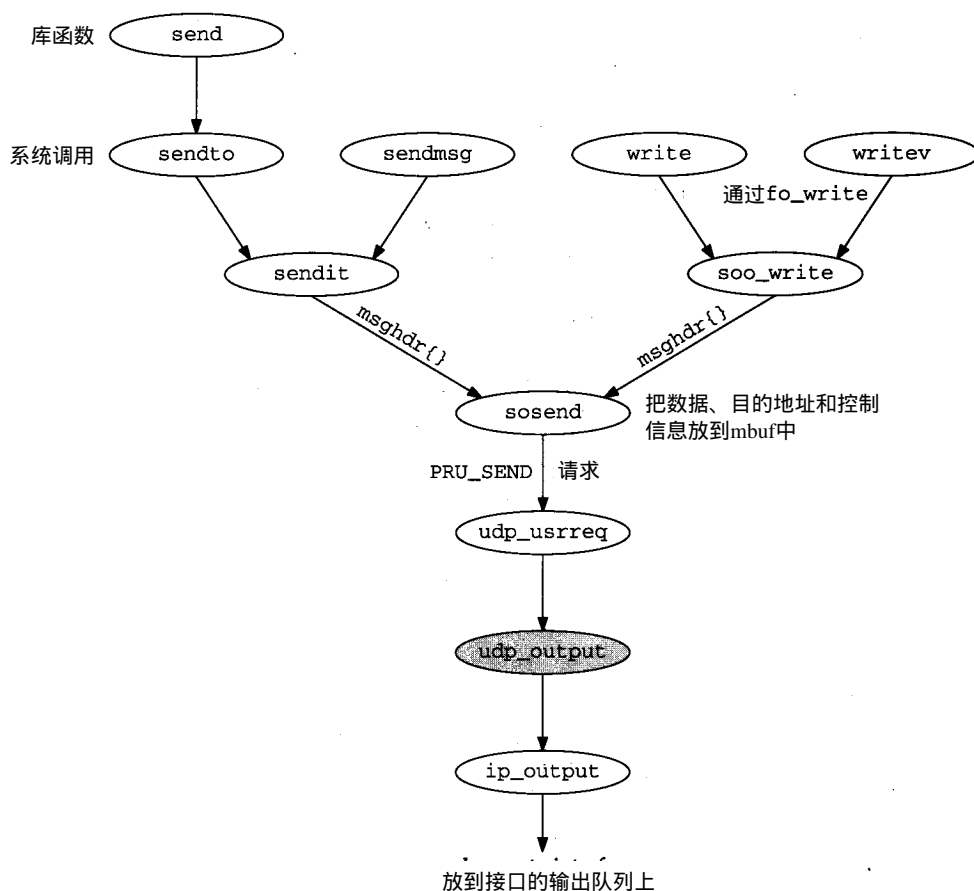 库函数 send
系统调用 sendto sendmsg write writev
通过fo_write
sendit soo_write
msghdr{} msghdr{}
sosend 把数据、目的地址和控制
信息放到mbuf中
PRU_SEND 请求
udp_usrreq
udp_output
ip_output
放到接口的输出队列上